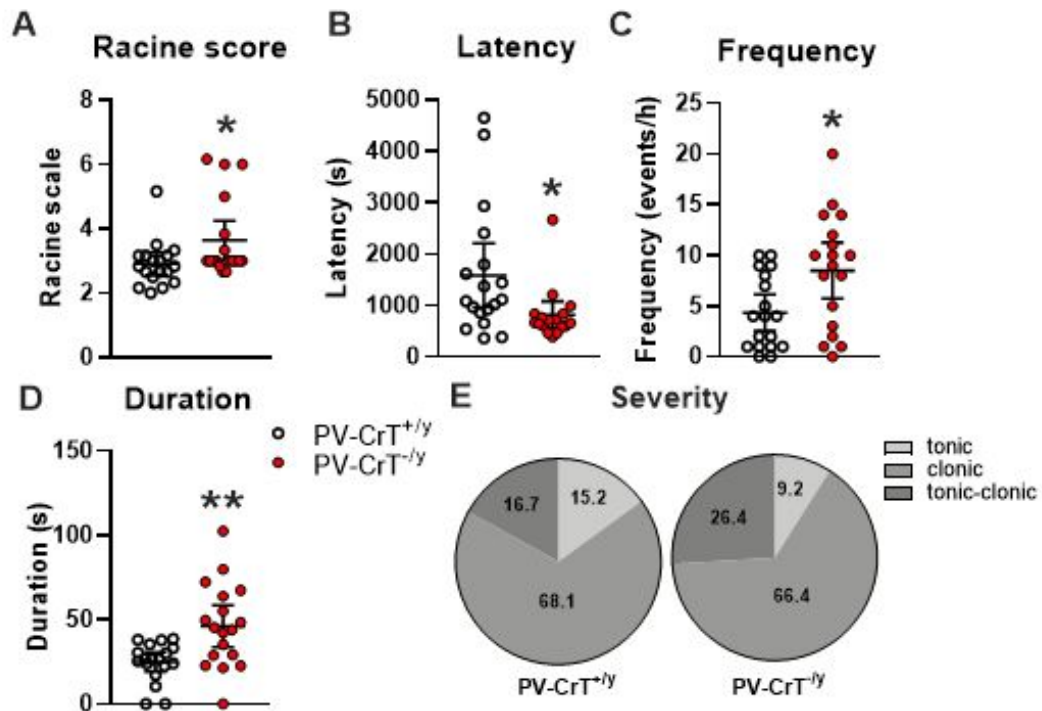 A
Racine score
Racine scale
8
6
4
2
0
*
B
Latency
Latency (s)
5000
4000
3000
2000
1000
0
*
C
Frequency
Frequency (events/h)
25
20
15
10
5
0
*
D
Duration
Duration (s)
150
100
50
0
**
PV-CrT+/y
PV-CrT-/y
E
Severity
16.7
15.2
68.1
PV-CrT+/y
26.4
9.2
66.4
PV-CrT-/y
tonic
clonic
tonic-clonic